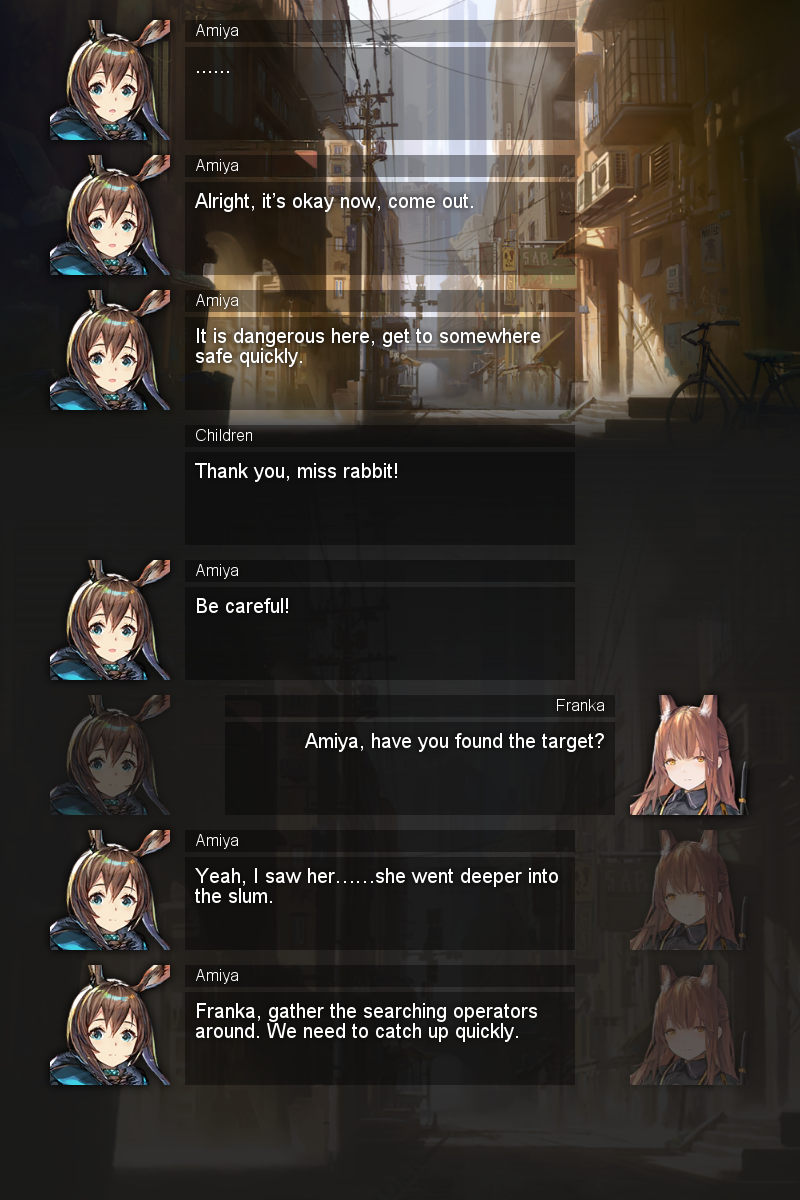 Amiya
......
Amiya
Alright, it's okay now, come out.
Amiya
It is dangerous here, get to somewhere
safe quickly.
Children
Thank you, miss rabbit!
Amiya
Be careful!
Franka
Amiya, have you found the target?
Amiya
Yeah, I saw her......she went deeper into
the slum.
Amiya
Franka, gather the searching operators
around. We need to catch up quickly.